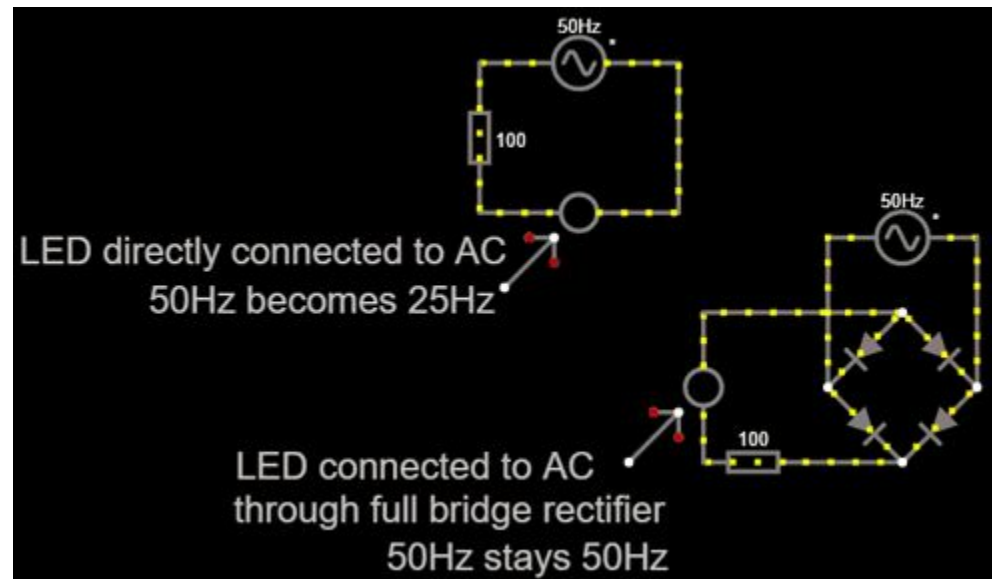 50Hz
100
LED directly connected to AC
50Hz becomes 25Hz
50Hz
100
LED connected to AC
through full bridge rectifier
50Hz stays 50Hz